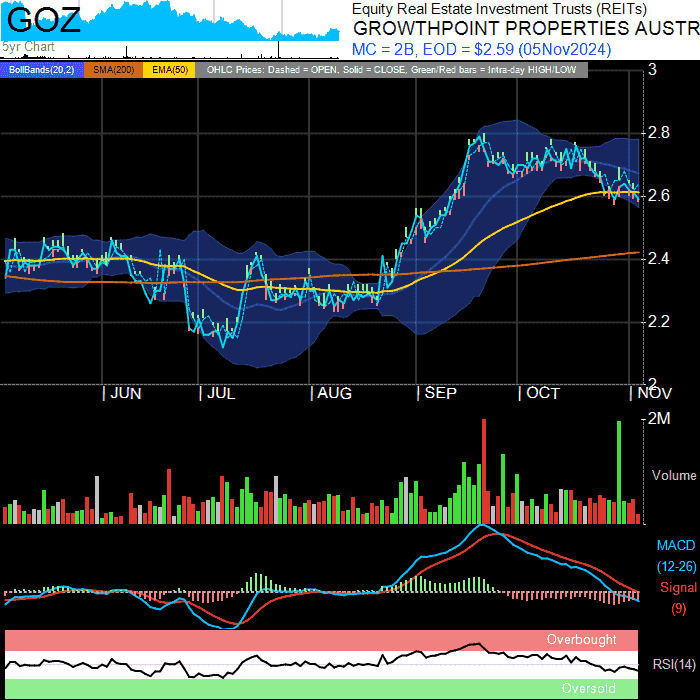 GOZ
Equity Real Estate Investment Trusts (REITs)
GROWTHPOINT PROPERTIES AUSTR
5yr Chart
MC = 2B, EOD = $2.59 (05Nov2024)
BollBands(20,2) SMA(200) EMA(50) OHLC Prices: Dashed = OPEN, Solid = CLOSE, Green/Red bars = Intra-day HIGH/LOW
3
2.8
2.6
2.4
2.2
2
| JUN | JUL | AUG | SEP | OCT | NOV
2M
Volume
MACD
(12-26)
Signal
(9)
Overbought
RSI(14)
Oversold